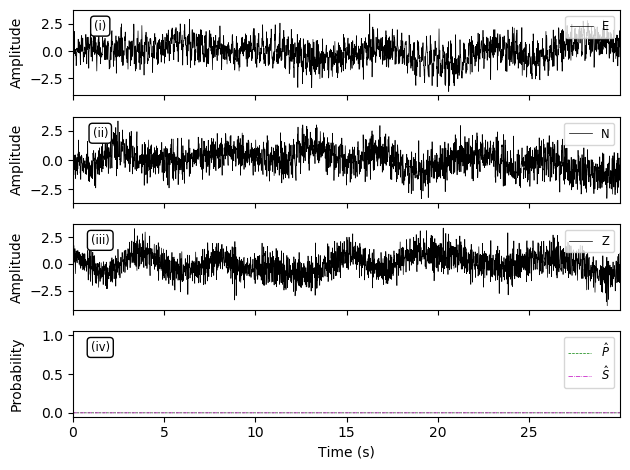 (i)
E
Amplitude
2.5
0.0
−2.5
(ii)
N
Amplitude
2.5
0.0
−2.5
(iii)
Z
Amplitude
2.5
0.0
−2.5
(iv)
P̂
Ŝ
Probability
1.0
0.5
0.0
0 5 10 15 20 25
Time (s)